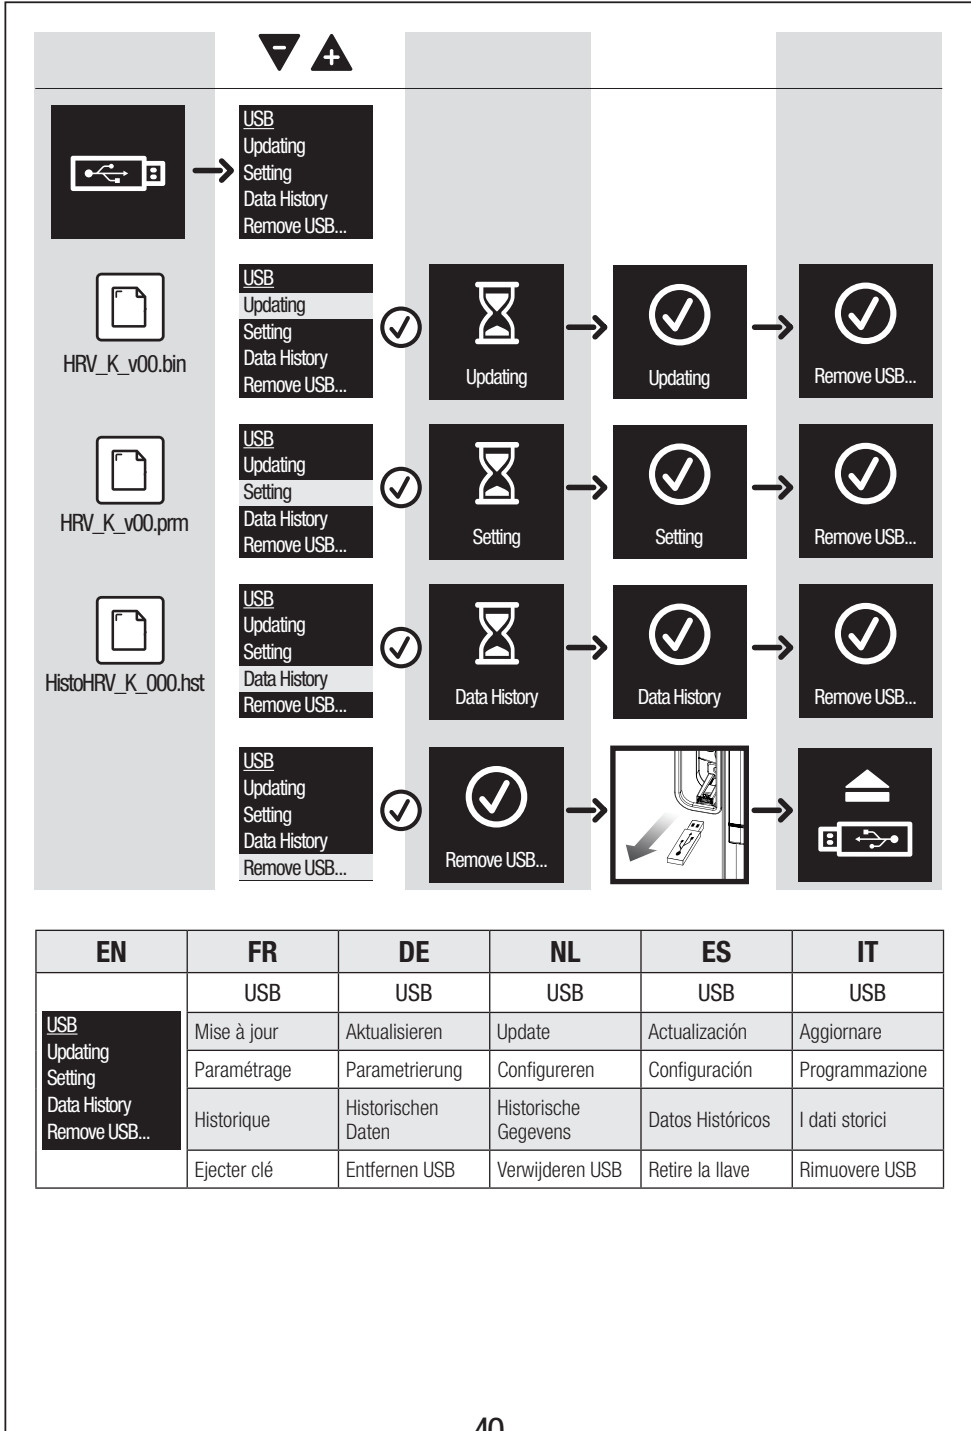 USB
Updating
Setting
Data History
Remove USB...
HRV_K_v00.bin
USB
Updating
Setting
Data History
Remove USB...
Updating
Updating
Remove USB...
HRV_K_v00.prm
USB
Updating
Setting
Data History
Remove USB...
Setting
Setting
Remove USB...
HistoHRV_K_000.hst
USB
Updating
Setting
Data History
Remove USB...
Data History
Data History
Remove USB...
USB
Updating
Setting
Data History
Remove USB...
Remove USB...
EN FR DE NL ES IT
USB
Updating
Setting
Data History
Remove USB...
USB USB USB USB USB
Mise à jour Aktualisieren Update Actualización Aggiornare
Paramétrage Parametrierung Configureren Configuración Programmazione
Historique Historischen Daten Historische Gegevens Datos Históricos I dati storici
Ejecter clé Entfernen USB Verwijderen USB Retire la llave Rimuovere USB
40